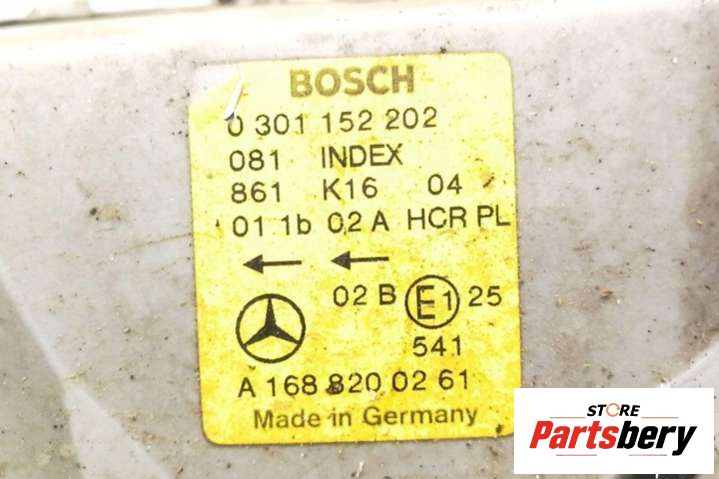 BOSCH
0 301 152 202
081 INDEX
861 K16 04
01 1b 02 A HCR PL
02 B E1 25
541
A 168 820 02 61
Made in Germany
STORE
Partsbery